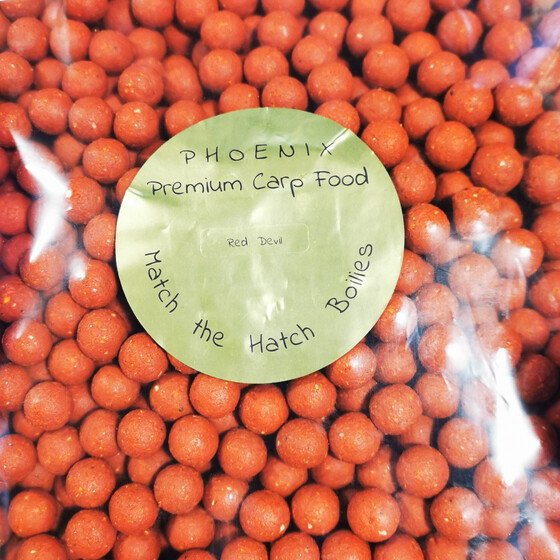 PHOENIX
Premium Carp Food
Red Devil
Match the Hatch Boilies